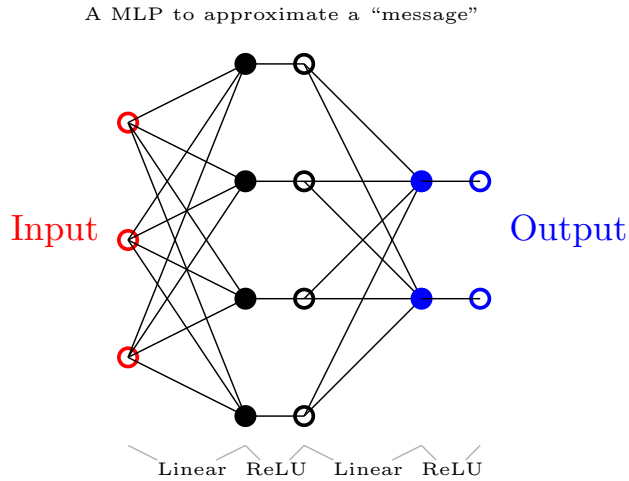 A MLP to approximate a “message”
Input
Output
Linear ReLU Linear ReLU